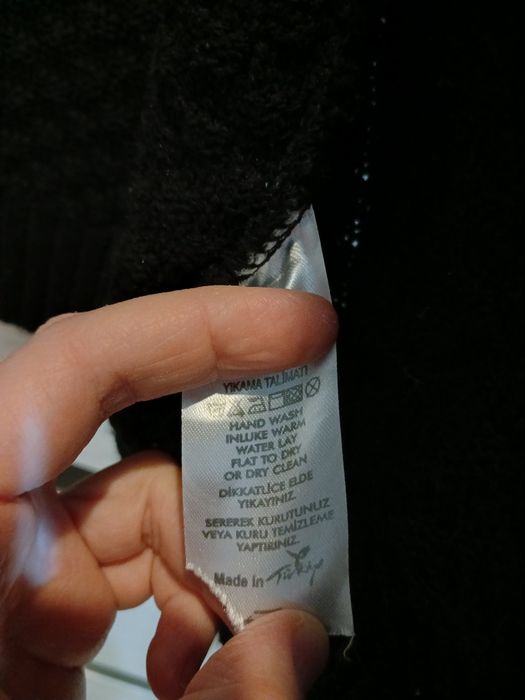 YIKAMA TALİMATI
HAND WASH
INLUKE WARM
WATER LAY
FLAT TO DRY
OR DRY CLEAN
DİKKATLİCE ELDE
YIKAYINIZ.
SEREREK KURUTUNUZ
VEYA KURU TEMİZLEME
YAPTIRINIZ.
Made in Türkiye